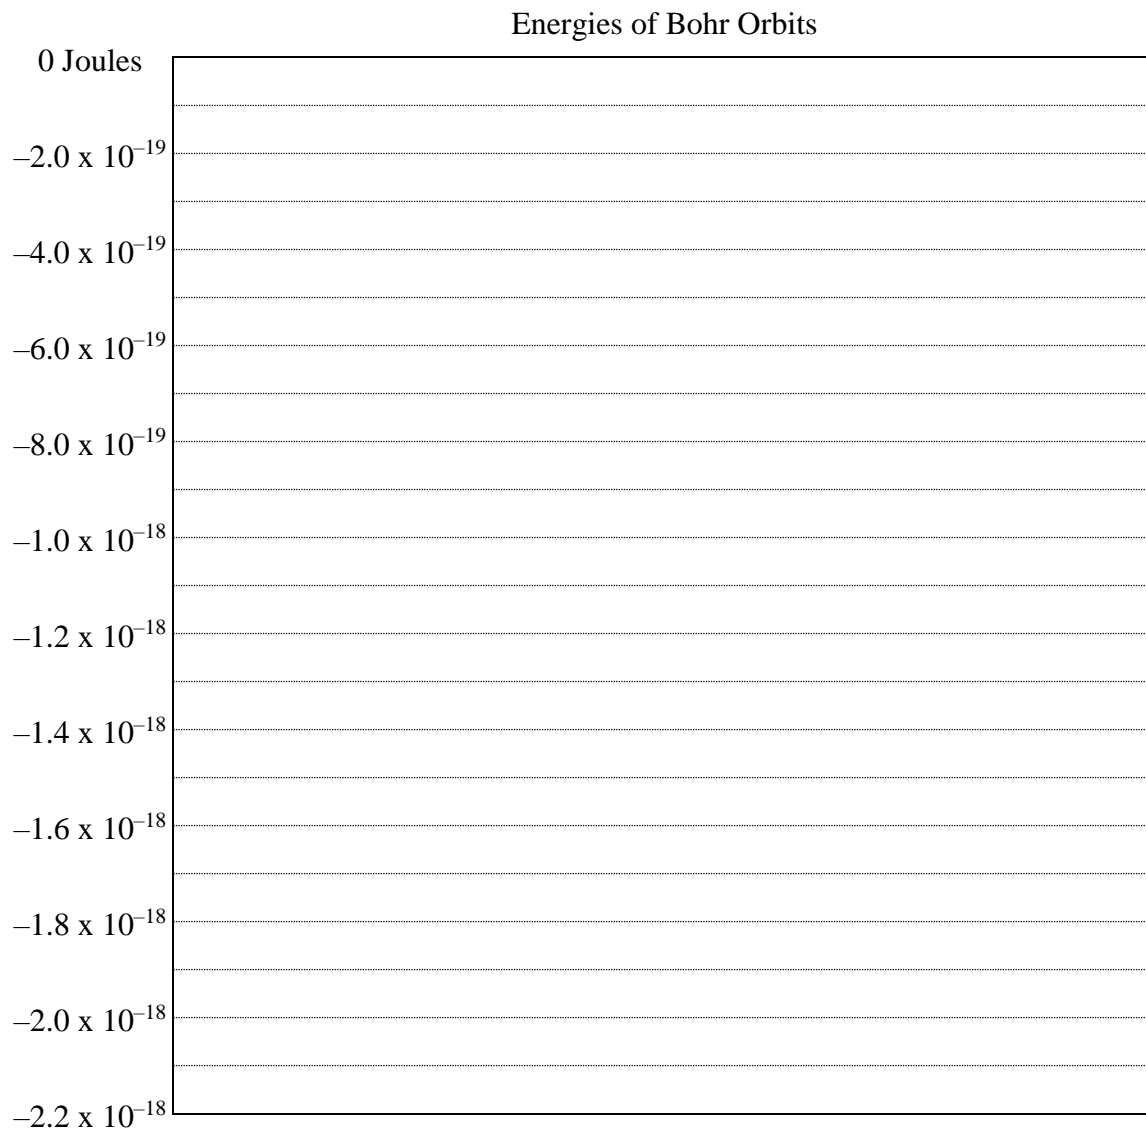 Energies of Bohr Orbits
0 Joules
–2.0 x 10⁻¹⁹
–4.0 x 10⁻¹⁹
–6.0 x 10⁻¹⁹
–8.0 x 10⁻¹⁹
–1.0 x 10⁻¹⁸
–1.2 x 10⁻¹⁸
–1.4 x 10⁻¹⁸
–1.6 x 10⁻¹⁸
–1.8 x 10⁻¹⁸
–2.0 x 10⁻¹⁸
–2.2 x 10⁻¹⁸